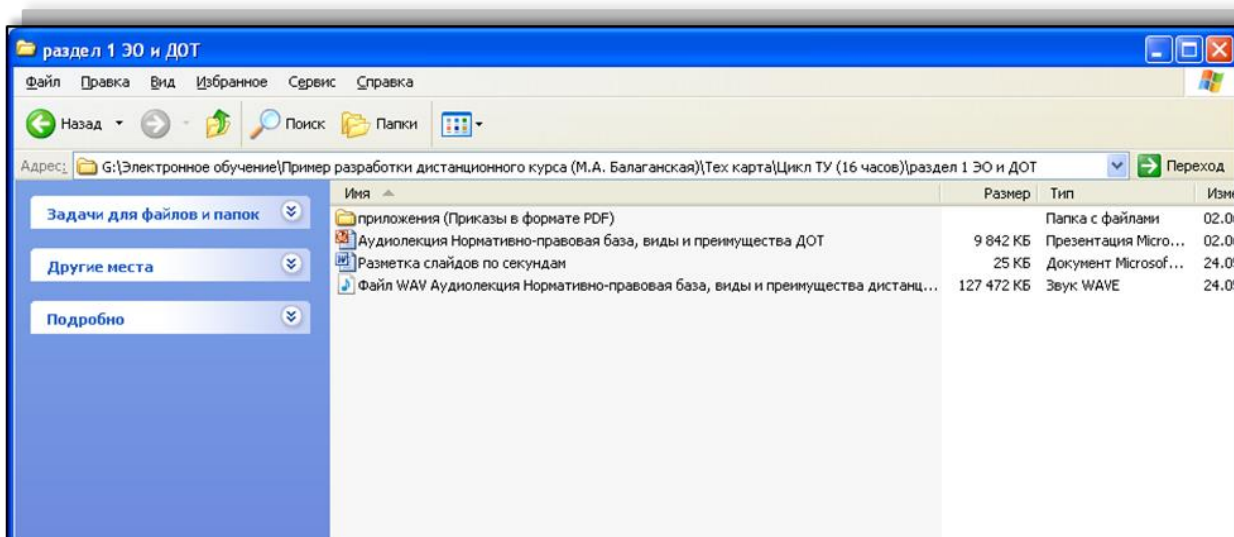 раздел 1 ЭО и ДОТ
Файл Правка Вид Избранное Сервис Справка
Назад Поиск Папки
Адрес: G:\Электронное обучение\Пример разработки дистанционного курса (М.А. Балаганская)\Тех карта\Цикл ТУ (16 часов)\раздел 1 ЭО и ДОТ Переход
Имя Размер Тип Изме
Задачи для файлов и папок
Другие места
Подробно
приложения (Приказы в формате PDF) Папка с файлами 02.0
Аудиолекция Нормативно-правовая база, виды и преимущества ДОТ 9 842 КБ Презентация Micro... 02.0
Разметка слайдов по секундам 25 КБ Документ Microsof... 24.0
Файл WAV Аудиолекция Нормативно-правовая база, виды и преимущества дистанц... 127 472 КБ Звук WAVE 24.0